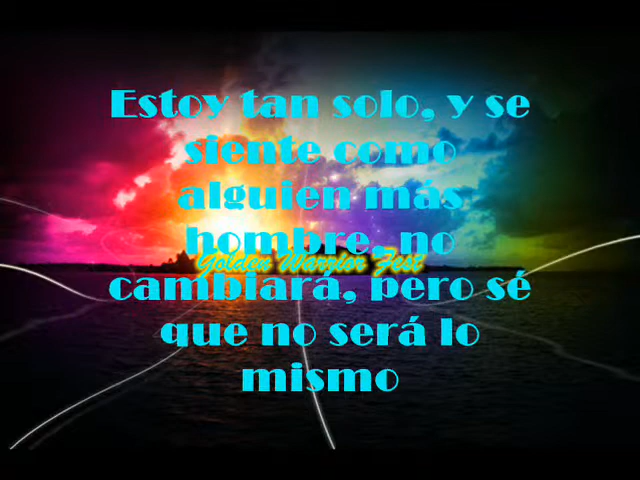 Estoy tan solo, y se
siente como
alguien más
hombre, no
Golden Warrior Fest
cambiará, pero sé
que no será lo
mismo